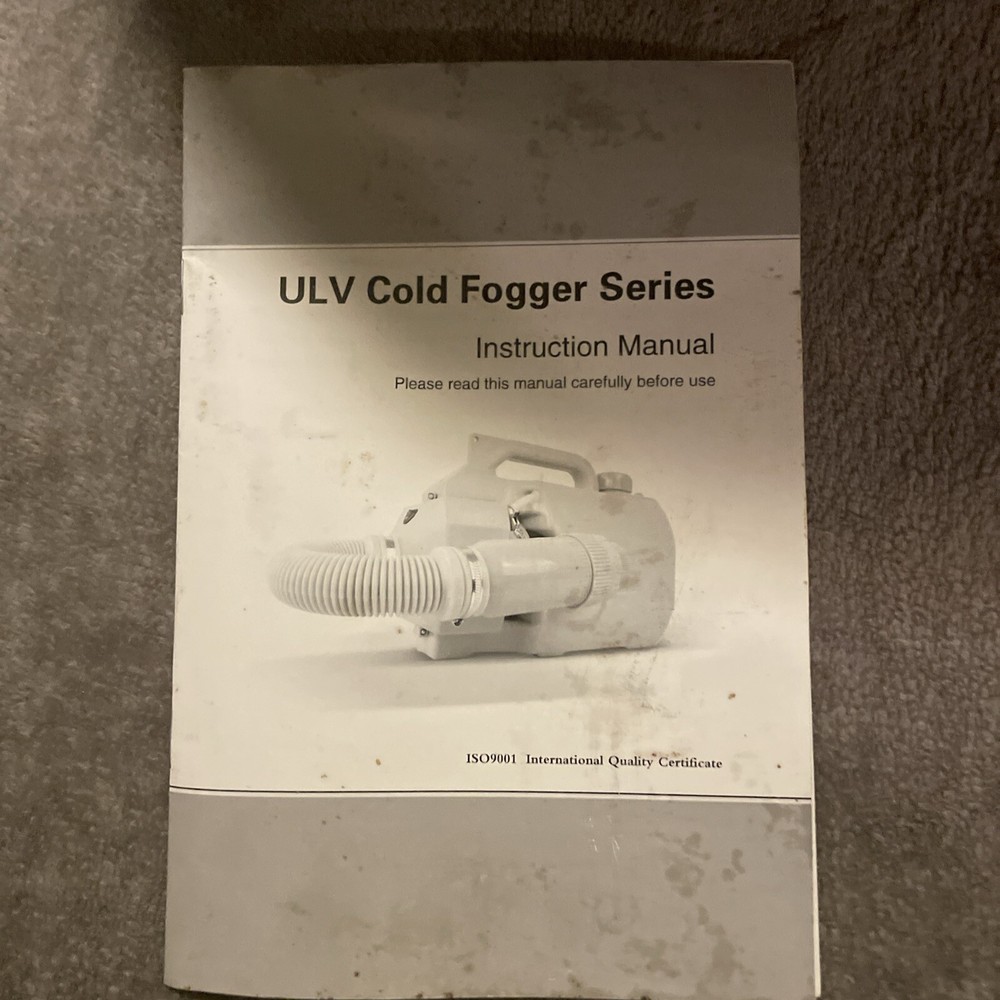 ULV Cold Fogger Series
Instruction Manual
Please read this manual carefully before use
ISO9001 International Quality Certificate